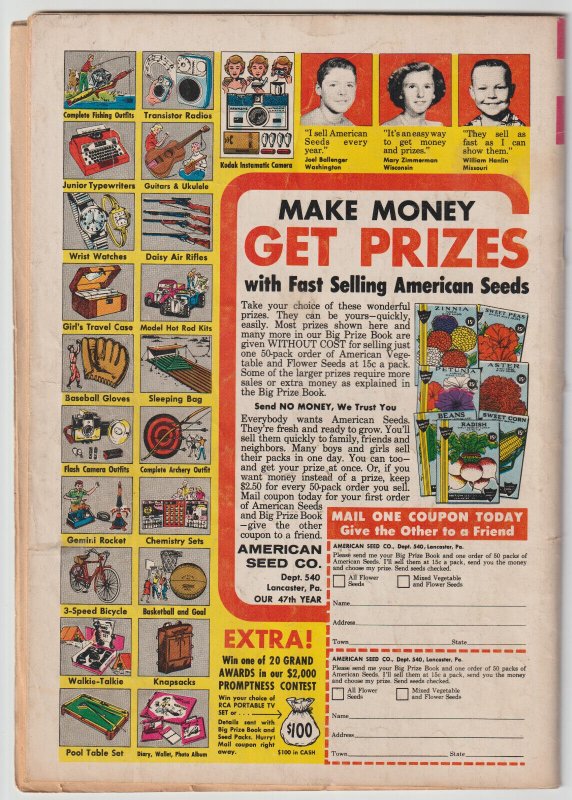 Complete Fishing Outfits
Transistor Radios
Kodak Instamatic Camera
"I sell American
Seeds every
year."
Joel Ballenger
Washington
"It's an easy way
to get money
and prizes."
Mary Zimmerman
Wisconsin
"They sell as
fast as I can
show them."
William Hanlin
Missouri
Junior Typewriters
Guitars & Ukulele
Wrist Watches
Daisy Air Rifles
Girl's Travel Case
Model Hot Rod Kits
Baseball Gloves
Sleeping Bag
Flash Camera Outfits
Complete Archery Outfit
Gemini Rocket
Chemistry Sets
3-Speed Bicycle
Basketball and Goal
Walkie-Talkie
Knapsacks
Pool Table Set
Diary, Wallet, Photo Album
MAKE MONEY
GET PRIZES
with Fast Selling American Seeds
Take your choice of these wonderful
prizes. They can be yours—quickly,
easily. Most prizes shown here and
many more in our Big Prize Book are
given WITHOUT COST for selling just
one 50-pack order of American Vege-
table and Flower Seeds at 15c a pack.
Some of the larger prizes require more
sales or extra money as explained in
the Big Prize Book.
Send NO MONEY, We Trust You
Everybody wants American Seeds.
They're fresh and ready to grow. You'll
sell them quickly to family, friends and
neighbors. Many boys and girls sell
their packs in one day. You can too—
and get your prize at once. Or, if you
want money instead of a prize, keep
$2.50 for every 50-pack order you sell.
Mail coupon today for your first order
of American Seeds
and Big Prize Book
—give the other
coupon to a friend.
AMERICAN
SEED CO.
Dept. 540
Lancaster, Pa.
OUR 47th YEAR
ZINNIA
15¢
SWEET PEAS
15¢
PETUNIA
ASTER
15¢
BEANS
RADISH
15¢
SWEET CORN
MAIL ONE COUPON TODAY
Give the Other to a Friend
AMERICAN SEED CO., Dept. 540, Lancaster, Pa.
Please send me your Big Prize Book and one order of 50 packs of
American Seeds. I'll sell them at 15c a pack, send you the money
and choose my prize. Send seeds checked.
All Flower
Seeds
Mixed Vegetable
and Flower Seeds
Name
Address
Town State
AMERICAN SEED CO., Dept. 540, Lancaster, Pa.
Please send me your Big Prize Book and one order of 50 packs of
American Seeds. I'll sell them at 15c a pack, send you the money
and choose my prize. Send seeds checked.
All Flower
Seeds
Mixed Vegetable
and Flower Seeds
Name
Address
Town State
EXTRA!
Win one of 20 GRAND
AWARDS in our $2,000
PROMPTNESS CONTEST
Win your choice of
RCA PORTABLE TV
SET or . . . . .
Details sent with
Big Prize Book and
Seed Packs. Hurry!
Mail coupon right
away.
$100
$100 in CASH